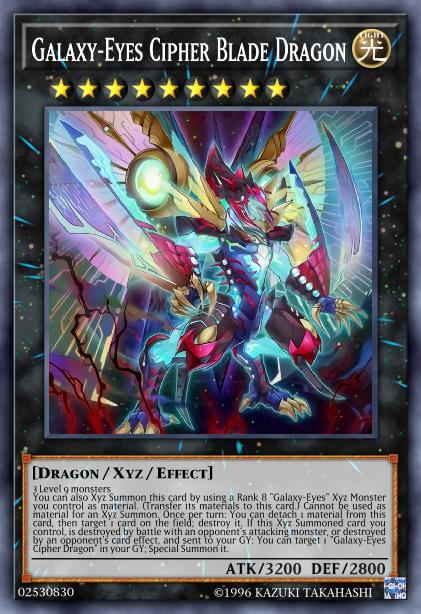 GALAXY-EYES CIPHER BLADE DRAGON
LIGHT
光
[DRAGON / XYZ / EFFECT]
3 Level 9 monsters
You can also Xyz Summon this card by using a Rank 8 "Galaxy-Eyes" Xyz Monster
you control as material. (Transfer its materials to this card.) Cannot be used as
material for an Xyz Summon. Once per turn: You can detach 1 material from this
card, then target 1 card on the field; destroy it. If this Xyz Summoned card you
control, is destroyed by battle with an opponent's attacking monster, or destroyed
by an opponent's card effect, and sent to your GY: You can target 1 "Galaxy-Eyes
Cipher Dragon" in your GY; Special Summon it.
ATK/3200 DEF/2800
02530830
©1996 KAZUKI TAKAHASHI